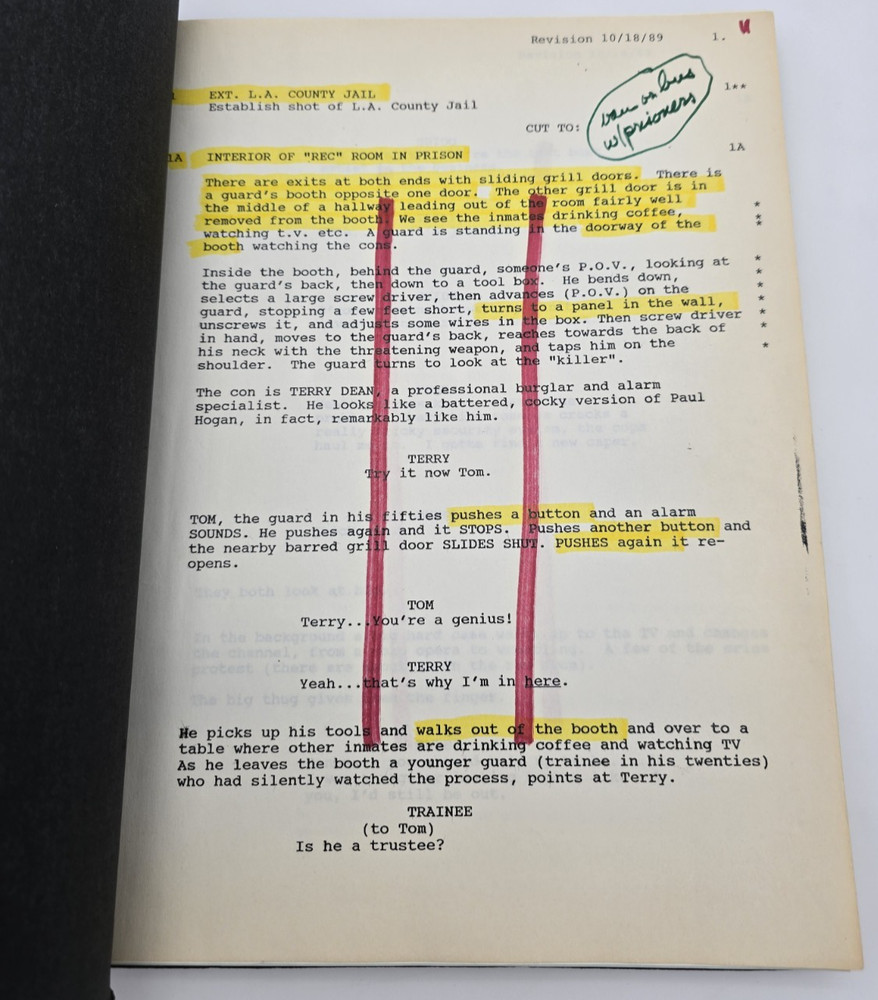 Revision 10/18/89 1.
EXT. L.A. COUNTY JAIL 1**
Establish shot of L.A. County Jail
CUT TO:
van or bus
w/prisoners
1A INTERIOR OF "REC" ROOM IN PRISON 1A
There are exits at both ends with sliding grill doors. There is
a guard's booth opposite one door. The other grill door is in
the middle of a hallway leading out of the room fairly well *
removed from the booth. We see the inmates drinking coffee, *
watching t.v. etc. A guard is standing in the doorway of the *
booth watching the cons.
Inside the booth, behind the guard, someone's P.O.V., looking at *
the guard's back, then down to a tool box. He bends down, *
selects a large screw driver, then advances (P.O.V.) on the *
guard, stopping a few feet short, turns to a panel in the wall, *
unscrews it, and adjusts some wires in the box. Then screw driver *
in hand, moves to the guard's back, reaches towards the back of *
his neck with the threatening weapon, and taps him on the *
shoulder. The guard turns to look at the "killer".
The con is TERRY DEAN, a professional burglar and alarm
specialist. He looks like a battered, cocky version of Paul
Hogan, in fact, remarkably like him.
TERRY
Try it now Tom.
TOM, the guard in his fifties pushes a button and an alarm
SOUNDS. He pushes again and it STOPS. Pushes another button and
the nearby barred grill door SLIDES SHUT. PUSHES again it re-
opens.
TOM
Terry...You're a genius!
TERRY
Yeah...that's why I'm in here.
He picks up his tools and walks out of the booth and over to a
table where other inmates are drinking coffee and watching TV
As he leaves the booth a younger guard (trainee in his twenties)
who had silently watched the process, points at Terry.
TRAINEE
(to Tom)
Is he a trustee?